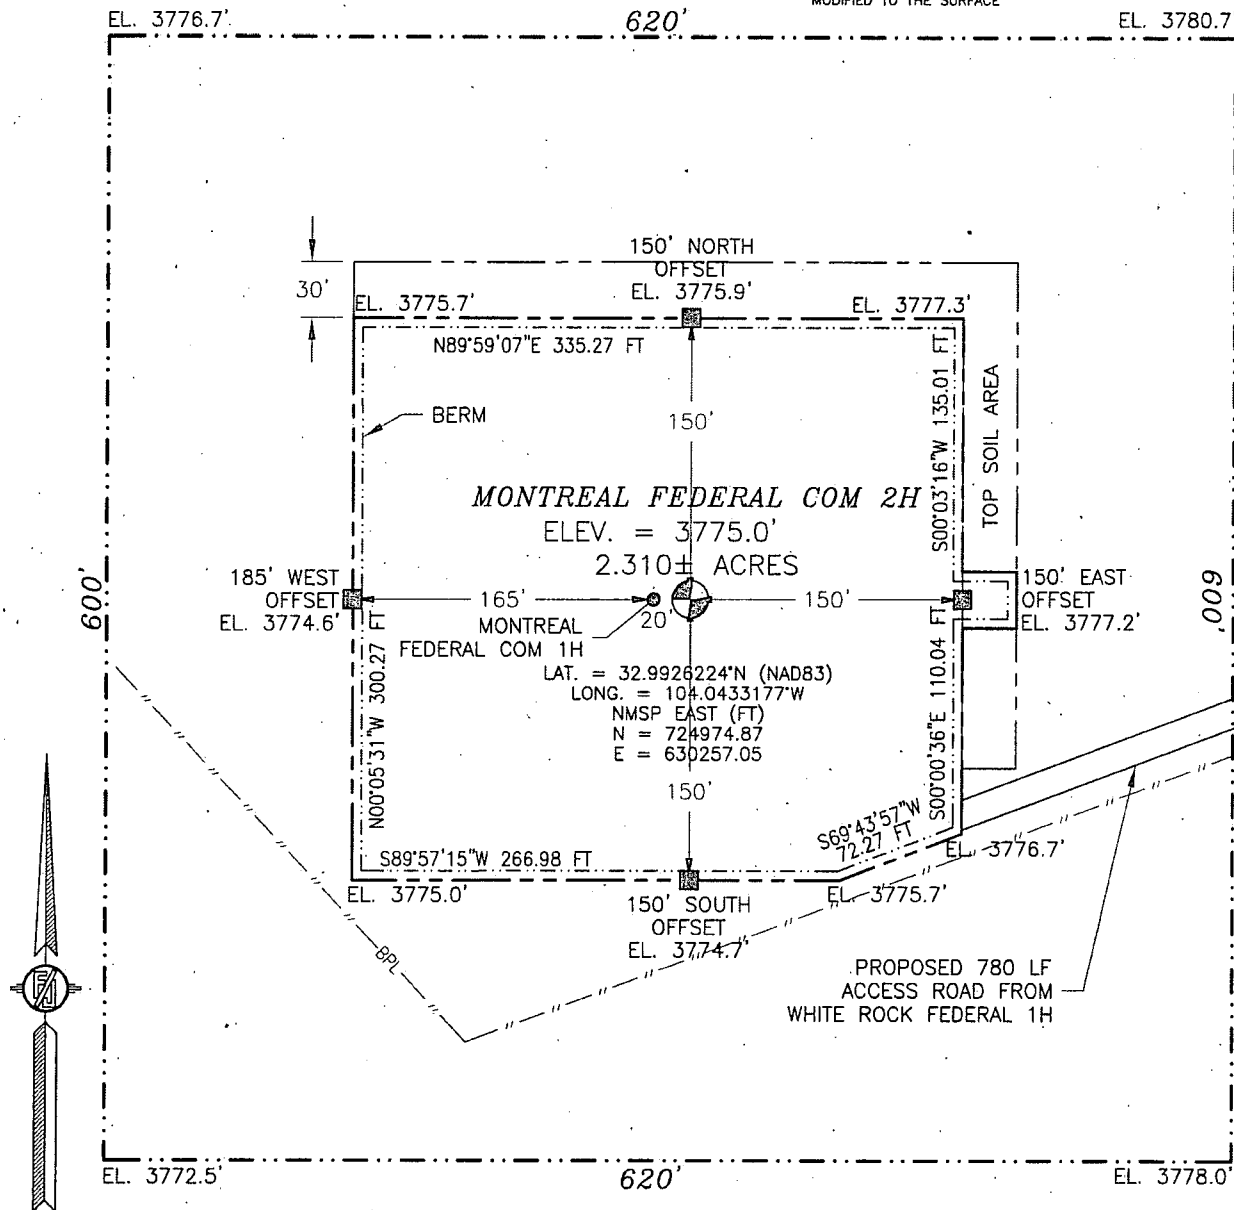 MODIFIED TO THE SURFACE
EL. 3776.7'
620'
EL. 3780.7
150' NORTH
OFFSET
EL. 3775.9'
30'
EL. 3775.7'
EL. 3777.3'
N89°59'07"E 335.27 FT
BERM
150'
S00°03'16"W 135.01 FT
TOP SOIL AREA
MONTREAL FEDERAL COM 2H
ELEV. = 3775.0'
2.310± ACRES
600'
185' WEST
OFFSET
EL. 3774.6'
165'
20'
150'
150' EAST
OFFSET
EL. 3777.2'
600'
MONTREAL
FEDERAL COM 1H
LAT. = 32.9926224°N (NAD83)
LONG. = 104.0433177°W
NMSP EAST (FT)
N = 724974.87
E = 630257.05
N00°05'31"W 300.27 FT
S00°00'36"E 110.04 FT
150'
S69°43'57"W
72.27 FT
S89°57'15"W 266.98 FT
EL. 3776.7'
EL. 3775.0'
EL. 3775.7'
150' SOUTH
OFFSET
EL. 3774.7'
BPL
PROPOSED 780 LF
ACCESS ROAD FROM
WHITE ROCK FEDERAL 1H
EL. 3772.5'
620'
EL. 3778.0'